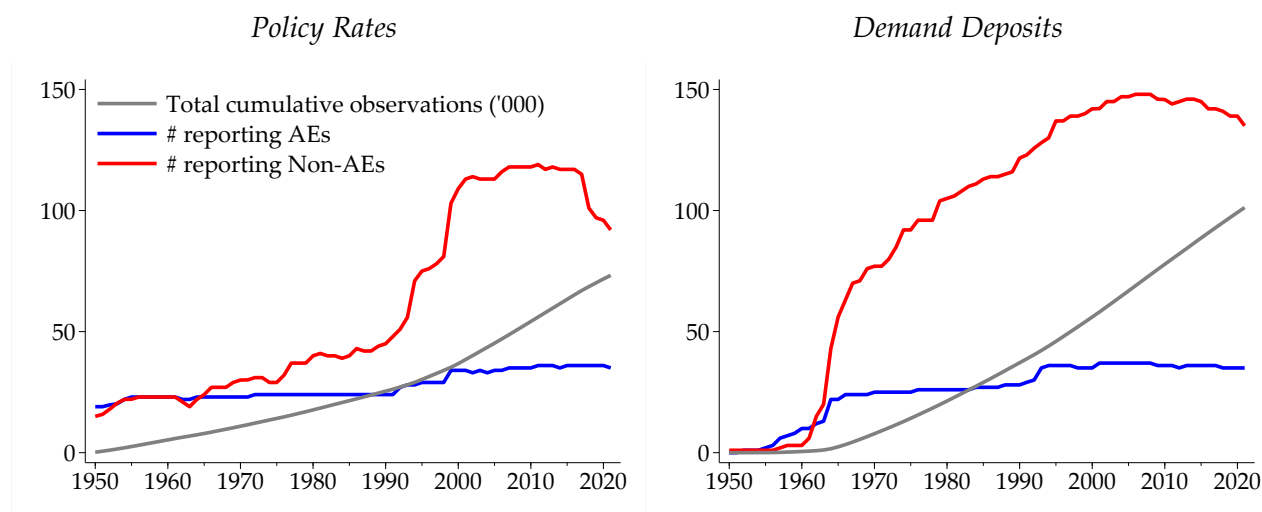 Policy Rates
150
100
50
0
Total cumulative observations ('000)
# reporting AEs
# reporting Non-AEs
1950 1960 1970 1980 1990 2000 2010 2020
Demand Deposits
150
100
50
0
1950 1960 1970 1980 1990 2000 2010 2020